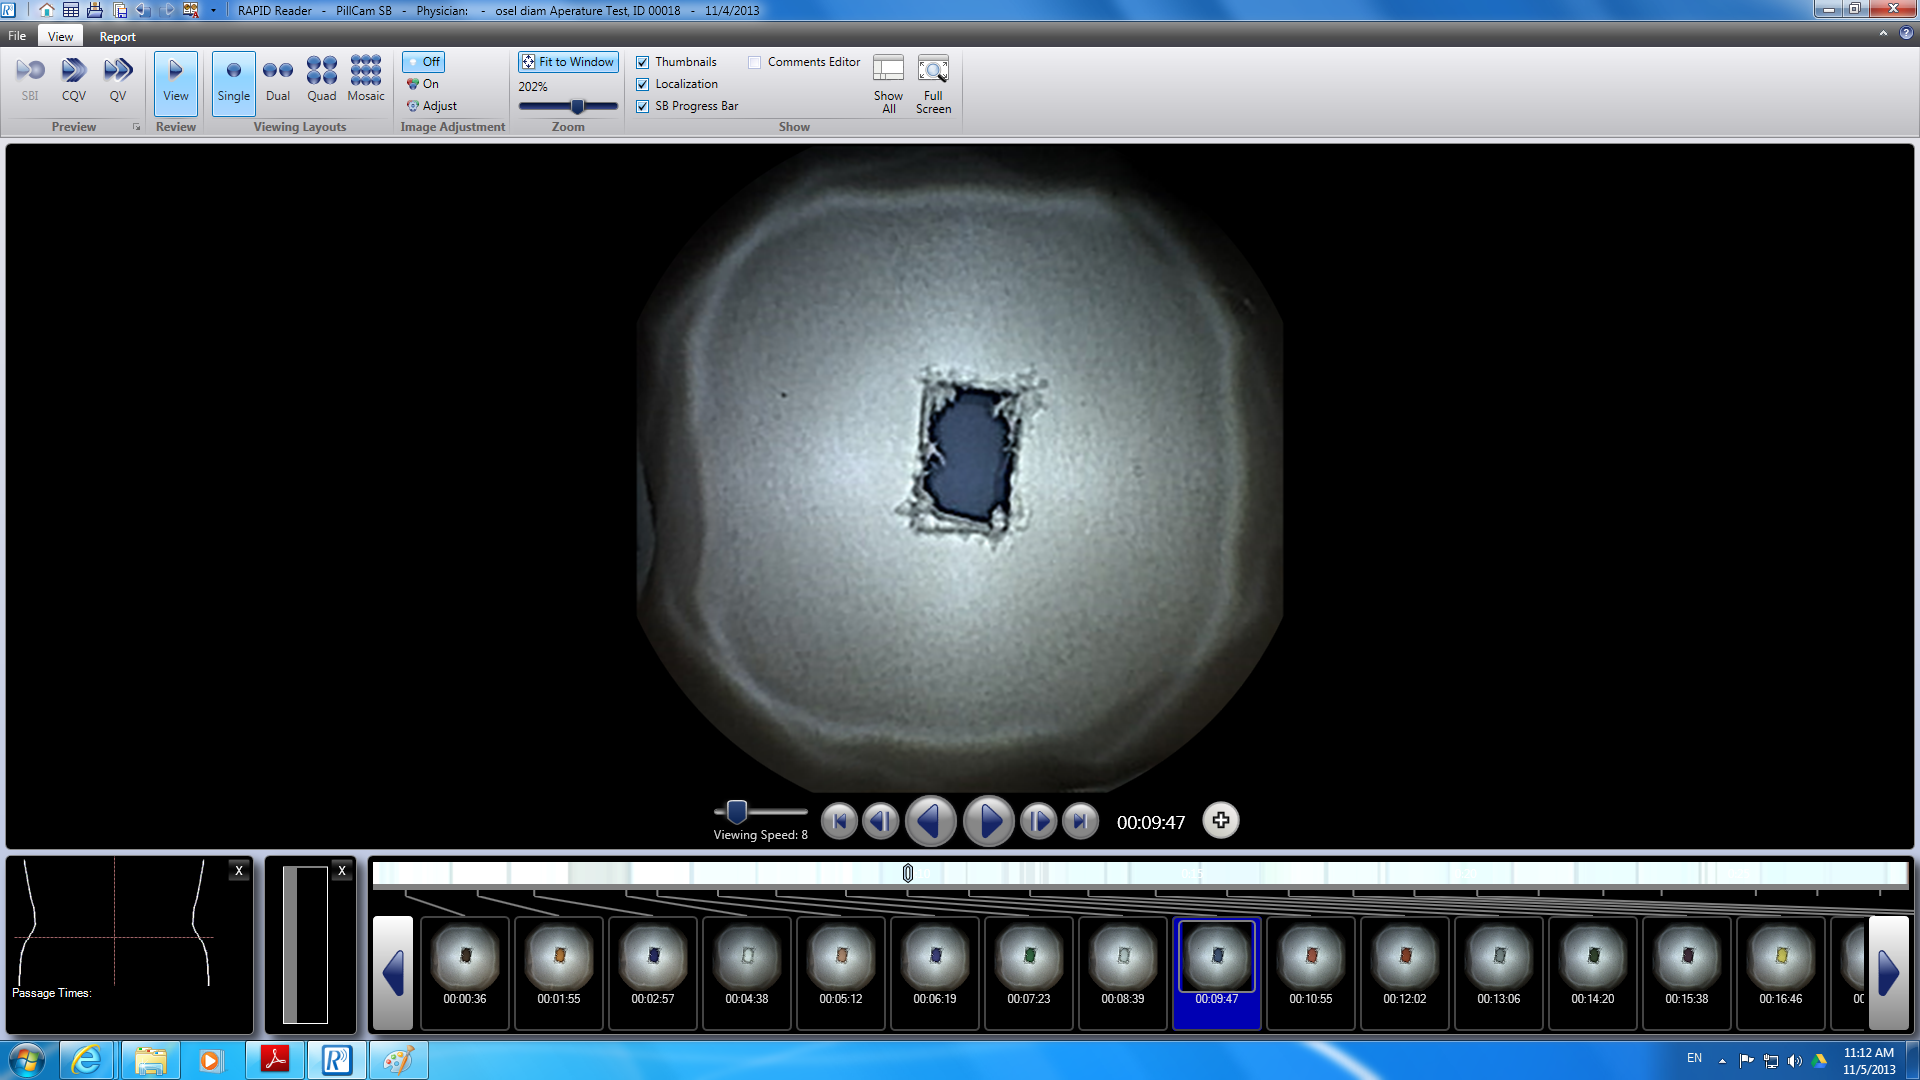 RAPID Reader - PillCam SB - Physician: - osel diam Aperature Test, ID 00018 - 11/4/2013
File View Report
SBI CQV QV View Single Dual Quad Mosaic
Off
On
Adjust
Fit to Window
202%
Thumbnails
Localization
SB Progress Bar
Comments Editor
Show All
Full Screen
Preview Review Viewing Layouts Image Adjustment Zoom Show
Viewing Speed: 8
00:09:47
X
Passage Times:
X
00:00:36 00:01:55 00:02:57 00:04:38 00:05:12 00:06:19 00:07:23 00:08:39 00:09:47 00:10:55 00:12:02 00:13:06 00:14:20 00:15:38 00:16:46 00
EN
11:12 AM
11/5/2013